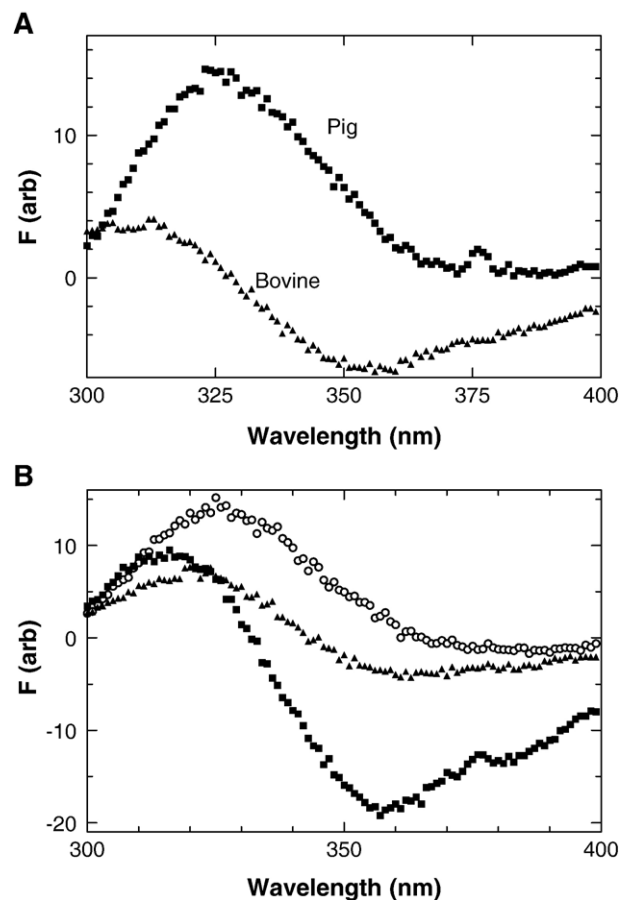 A
10
0
F (arb)
Pig
Bovine
300 325 350 375 400
Wavelength (nm)
B
10
0
-10
-20
F (arb)
300 350 400
Wavelength (nm)